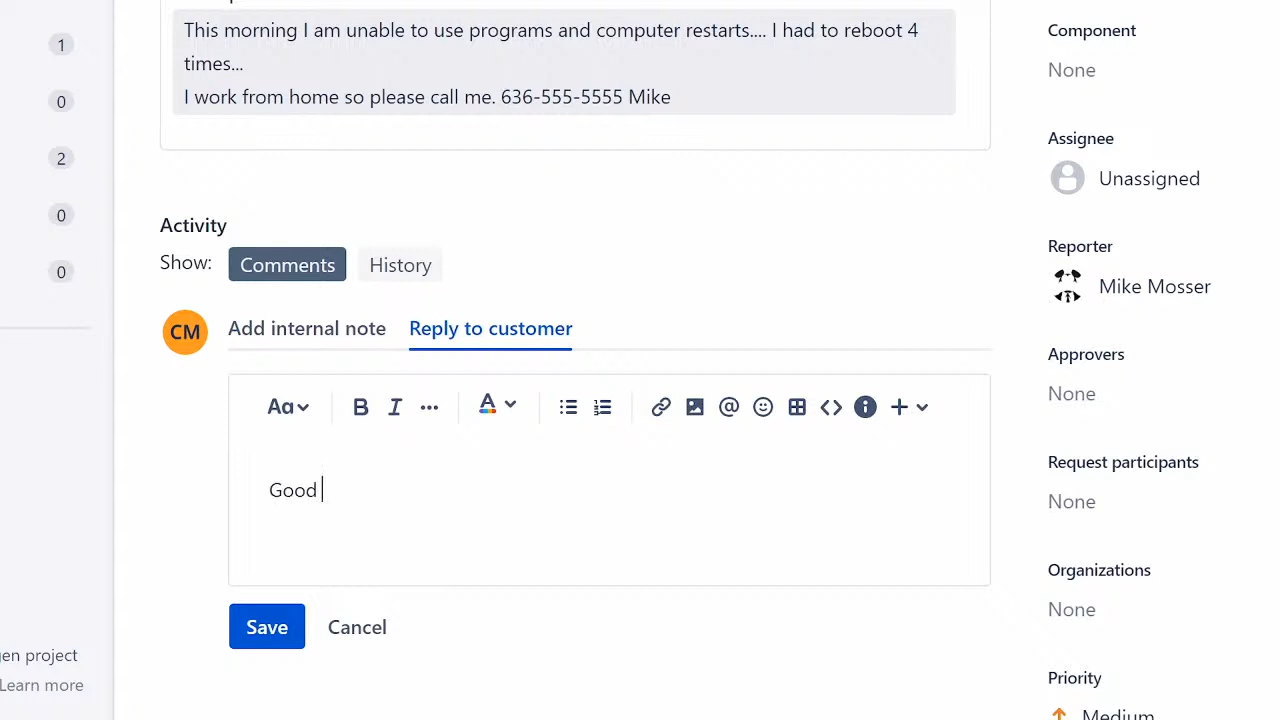 This morning I am unable to use programs and computer restarts.... I had to reboot 4
times...
I work from home so please call me. 636-555-5555 Mike
1
0
2
0
0
Activity
Show:
Comments
History
CM
Add internal note
Reply to customer
Aa
B
I
A
@
Good
Save
Cancel
project
Learn more
Component
None
Assignee
Unassigned
Reporter
Mike Mosser
Approvers
None
Request participants
None
Organizations
None
Priority
Medium